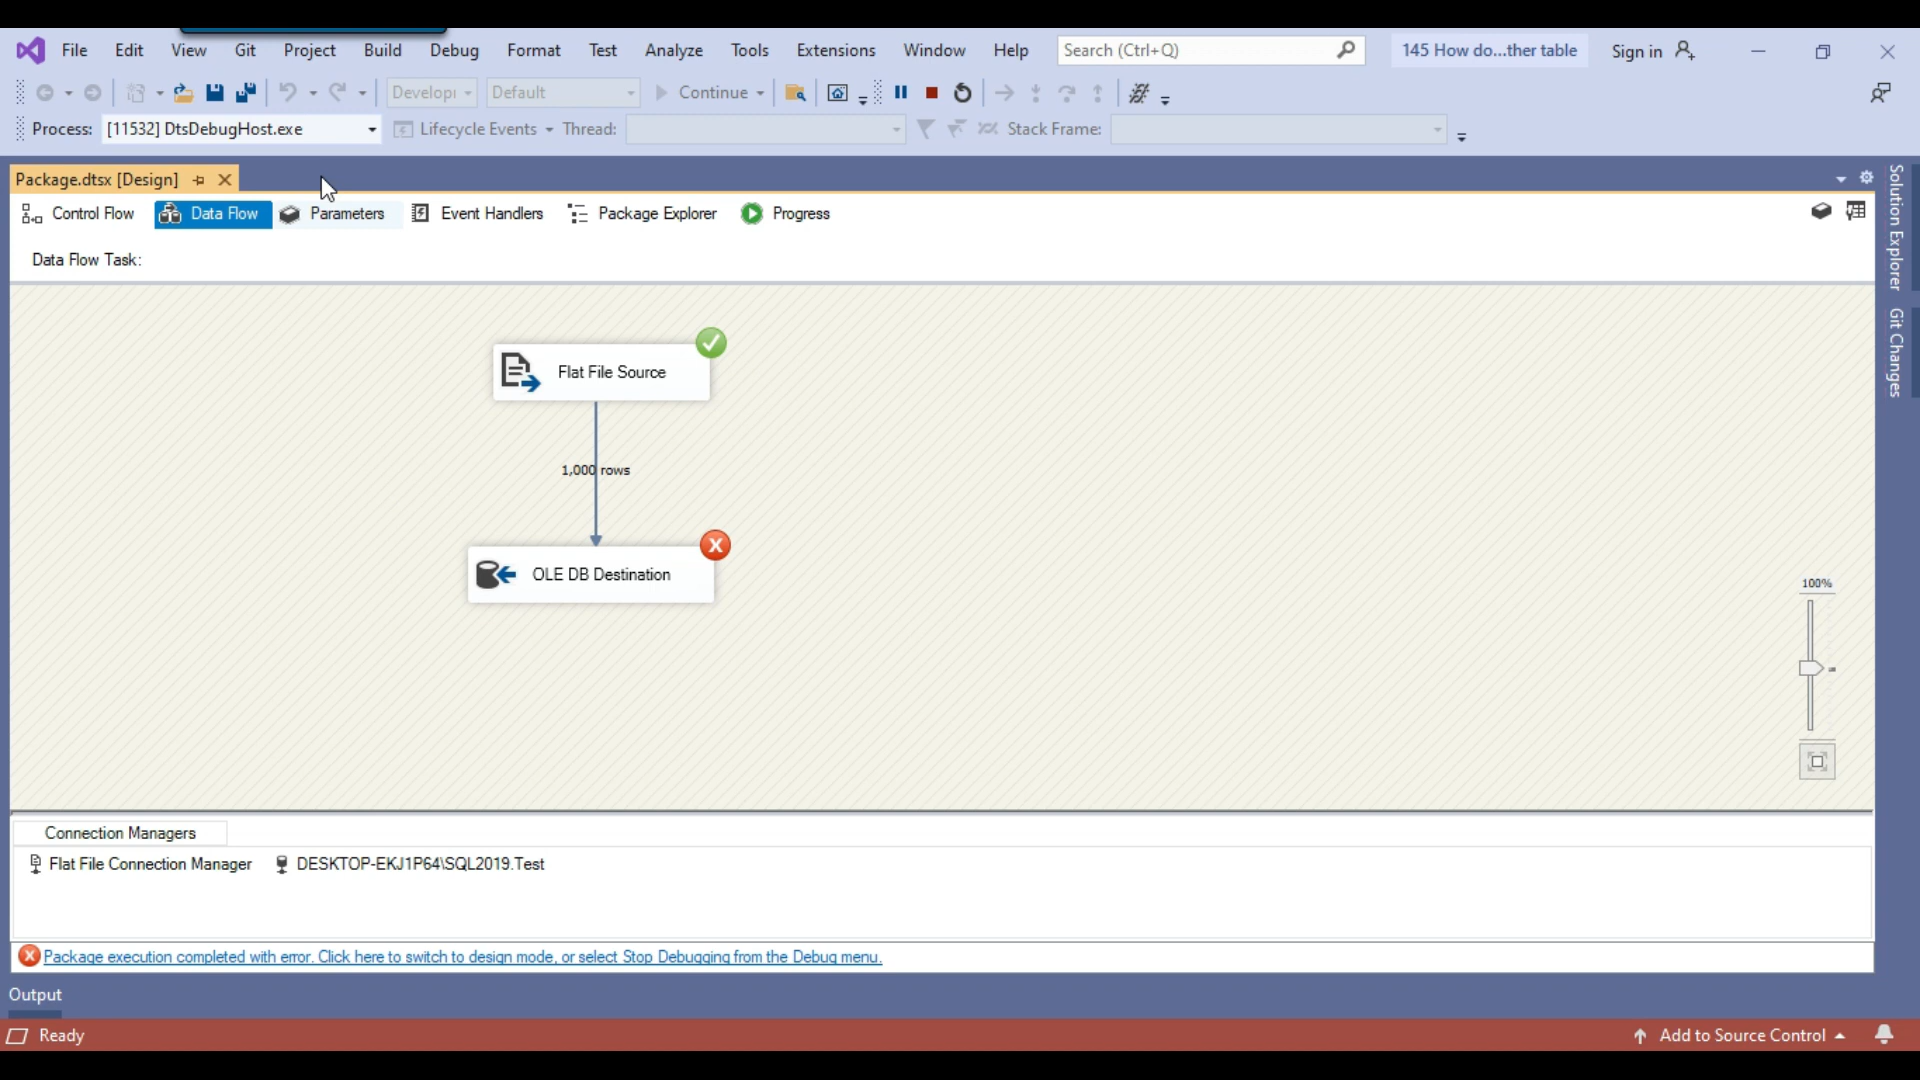 File Edit View Git Project Build Debug Format Test Analyze Tools Extensions Window Help Search (Ctrl+Q) 145 How do...ther table Sign in
Developi Default Continue
Process: [11532] DtsDebugHost.exe Lifecycle Events Thread: Stack Frame:
Package.dtsx [Design]
Control Flow Data Flow Parameters Event Handlers Package Explorer Progress
Data Flow Task:
Flat File Source
1,000 rows
OLE DB Destination
100%
Solution Explorer
Git Changes
Connection Managers
Flat File Connection Manager DESKTOP-EKJ1P64\SQL2019.Test
Package execution completed with error. Click here to switch to design mode, or select Stop Debugging from the Debug menu.
Output
Ready Add to Source Control